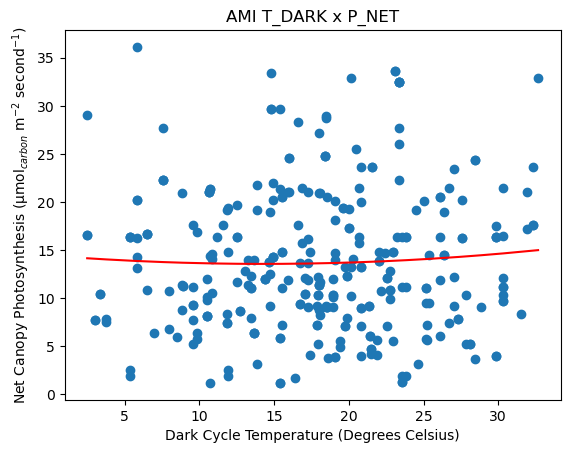 AMI T_DARK x P_NET
Net Canopy Photosynthesis (μmol_carbon m⁻² second⁻¹)
35
30
25
20
15
10
5
0
5 10 15 20 25 30
Dark Cycle Temperature (Degrees Celsius)